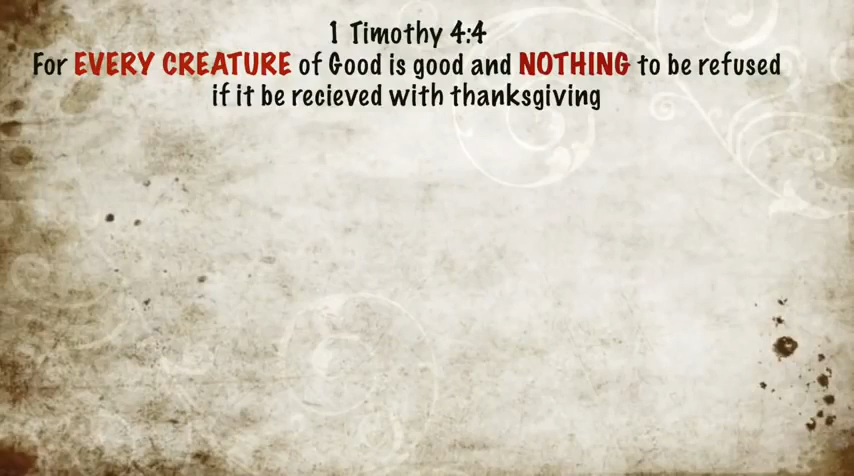 1 Timothy 4:4
For EVERY CREATURE of Good is good and NOTHING to be refused
if it be recieved with thanksgiving